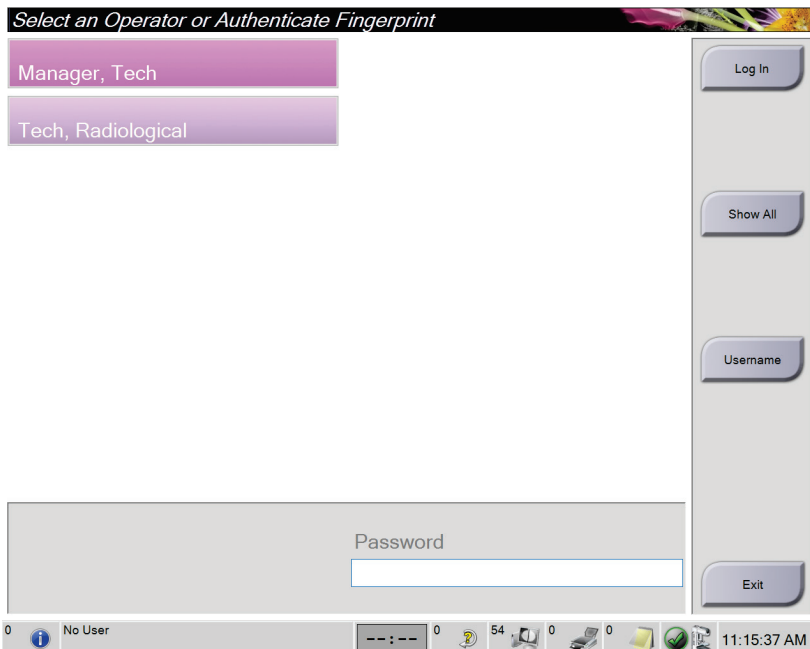 Select an Operator or Authenticate Fingerprint
Manager, Tech
Log In
Tech, Radiological
Show All
Username
Password
Exit
0
No User
--:--
0
54
0
0
11:15:37 AM